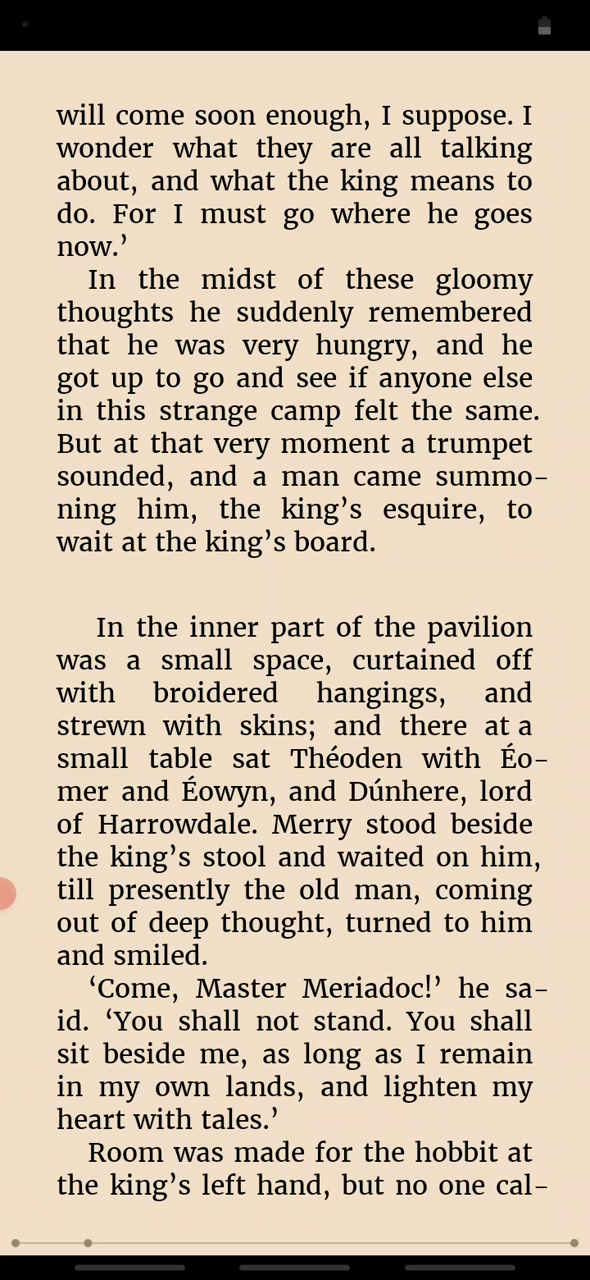 will come soon enough, I suppose. I
wonder what they are all talking
about, and what the king means to
do. For I must go where he goes
now.’
In the midst of these gloomy
thoughts he suddenly remembered
that he was very hungry, and he
got up to go and see if anyone else
in this strange camp felt the same.
But at that very moment a trumpet
sounded, and a man came summo-
ning him, the king’s esquire, to
wait at the king’s board.
In the inner part of the pavilion
was a small space, curtained off
with broidered hangings, and
strewn with skins; and there at a
small table sat Théoden with Éo-
mer and Éowyn, and Dúnhere, lord
of Harrowdale. Merry stood beside
the king’s stool and waited on him,
till presently the old man, coming
out of deep thought, turned to him
and smiled.
‘Come, Master Meriadoc!’ he sa-
id. ‘You shall not stand. You shall
sit beside me, as long as I remain
in my own lands, and lighten my
heart with tales.’
Room was made for the hobbit at
the king’s left hand, but no one cal-